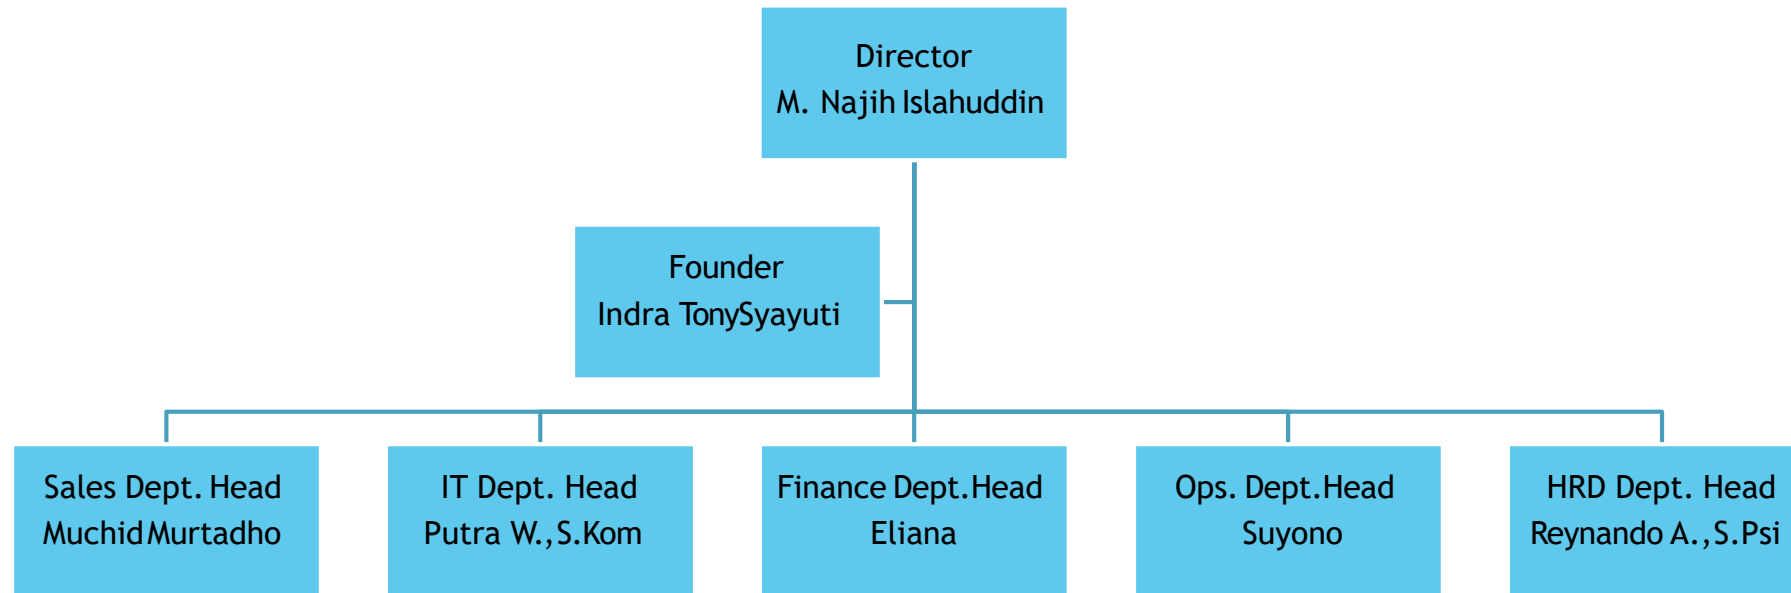 Director
M. Najih Islahuddin
Founder
Indra TonySyayuti
Sales Dept. Head
Muchid Murtadho
IT Dept. Head
Putra W.,S.Kom
Finance Dept.Head
Eliana
Ops. Dept.Head
Suyono
HRD Dept. Head
Reynando A.,S.Psi